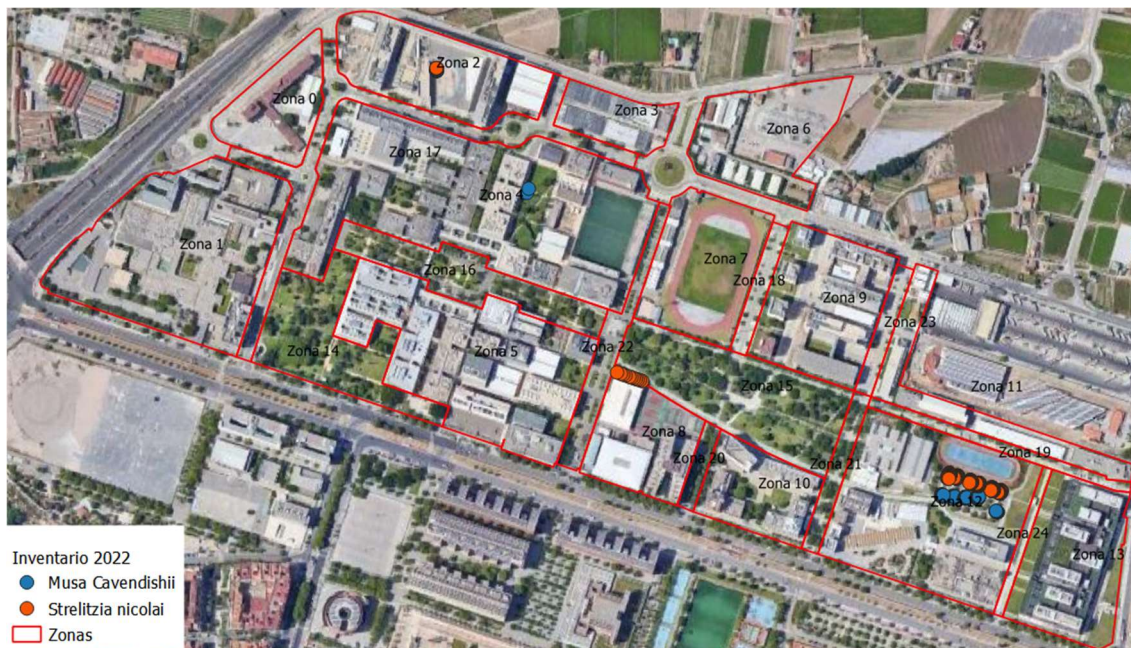 Zona 2
Zona 0
Zona 3
Zona 6
Zona 17
Zona 4
Zona 1
Zona 16
Zona 7
Zona 18
Zona 9
Zona 23
Zona 14
Zona 5
Zona 22
Zona 15
Zona 11
Zona 8
Zona 20
Zona 10
Zona 21
Zona 19
Zona 12
Zona 24
Zona 13
Inventario 2022
Musa Cavendishii
Strelitzia nicolai
Zonas